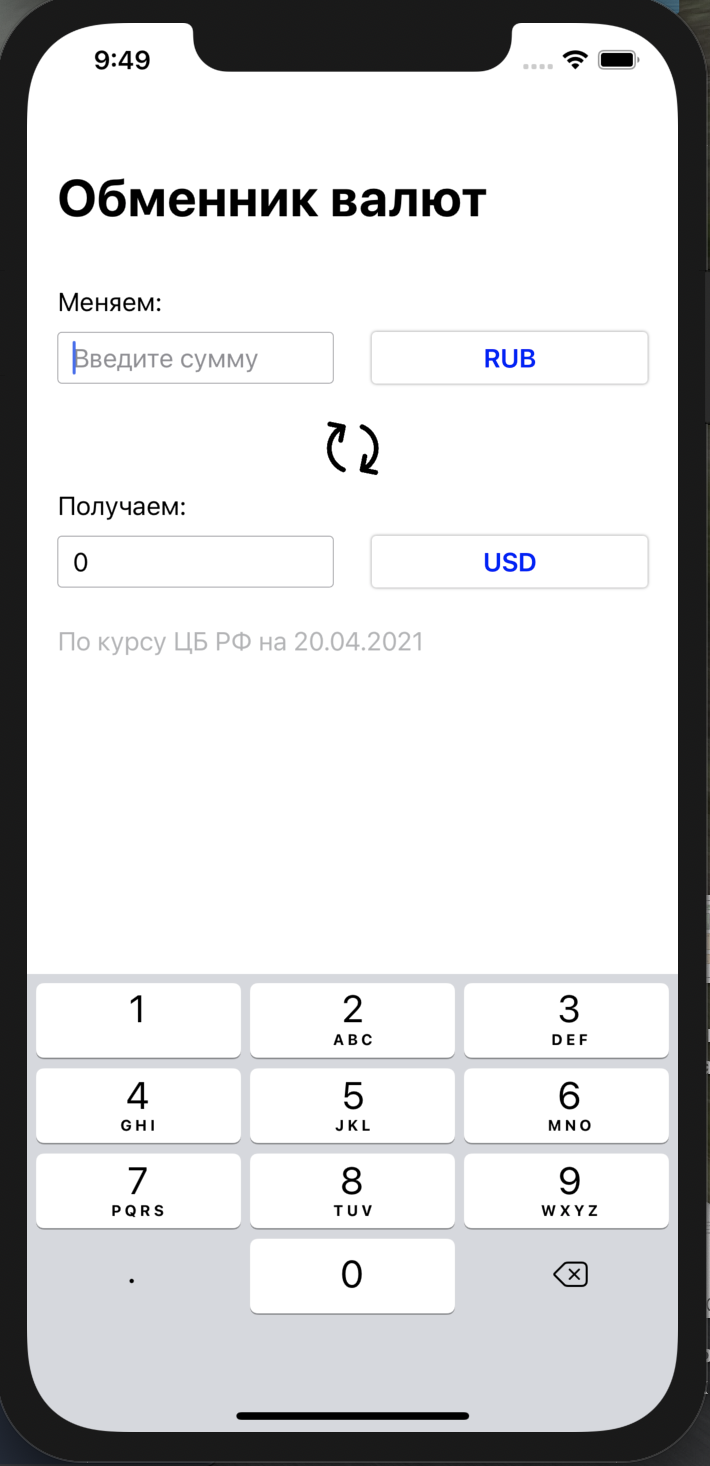 9:49
Обменник валют
Меняем:
Введите сумму
RUB
Получаем:
0
USD
По курсу ЦБ РФ на 20.04.2021
1
2
ABC
3
DEF
4
GHI
5
JKL
6
MNO
7
PQRS
8
TUV
9
WXYZ
.
0